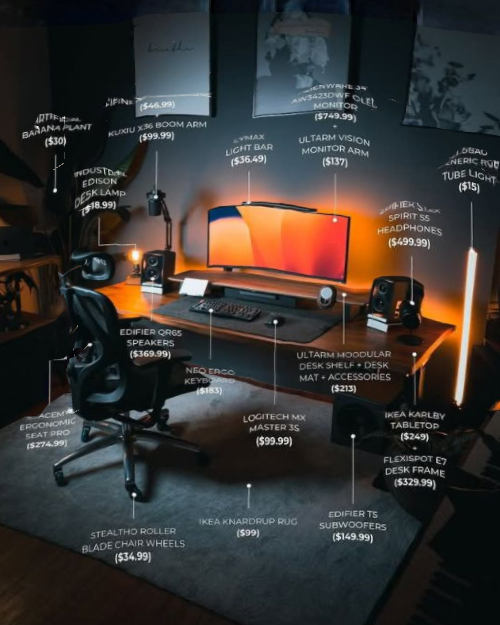 ($46.99)
AW3423DWF OLED
MONITOR
($749.99)
+
ULTARM VISION
MONITOR ARM
($137)
BANANA PLANT
($30)
KUXIU X36 BOOM ARM
($99.99)
LIGHT BAR
($36.49)
TUBE LIGHT
($15)
EDISON
DESK LAMP
($18.99)
SPIRIT S5
HEADPHONES
($499.99)
EDIFIER QR65
SPEAKERS
($369.99)
NEO ERGO
KEYBOARD
($183)
ULTARM MOODULAR
DESK SHELF + DESK
MAT + ACCESSORIES
($213)
ERGONOMIC
SEAT PRO
($274.99)
LOGITECH MX
MASTER 3S
($99.99)
IKEA KARLBY
TABLETOP
($249)
+
FLEXISPOT E7
DESK FRAME
($329.99)
STEALTHO ROLLER
BLADE CHAIR WHEELS
($34.99)
IKEA KNARDRUP RUG
($99)
EDIFIER T5
SUBWOOFERS
($149.99)